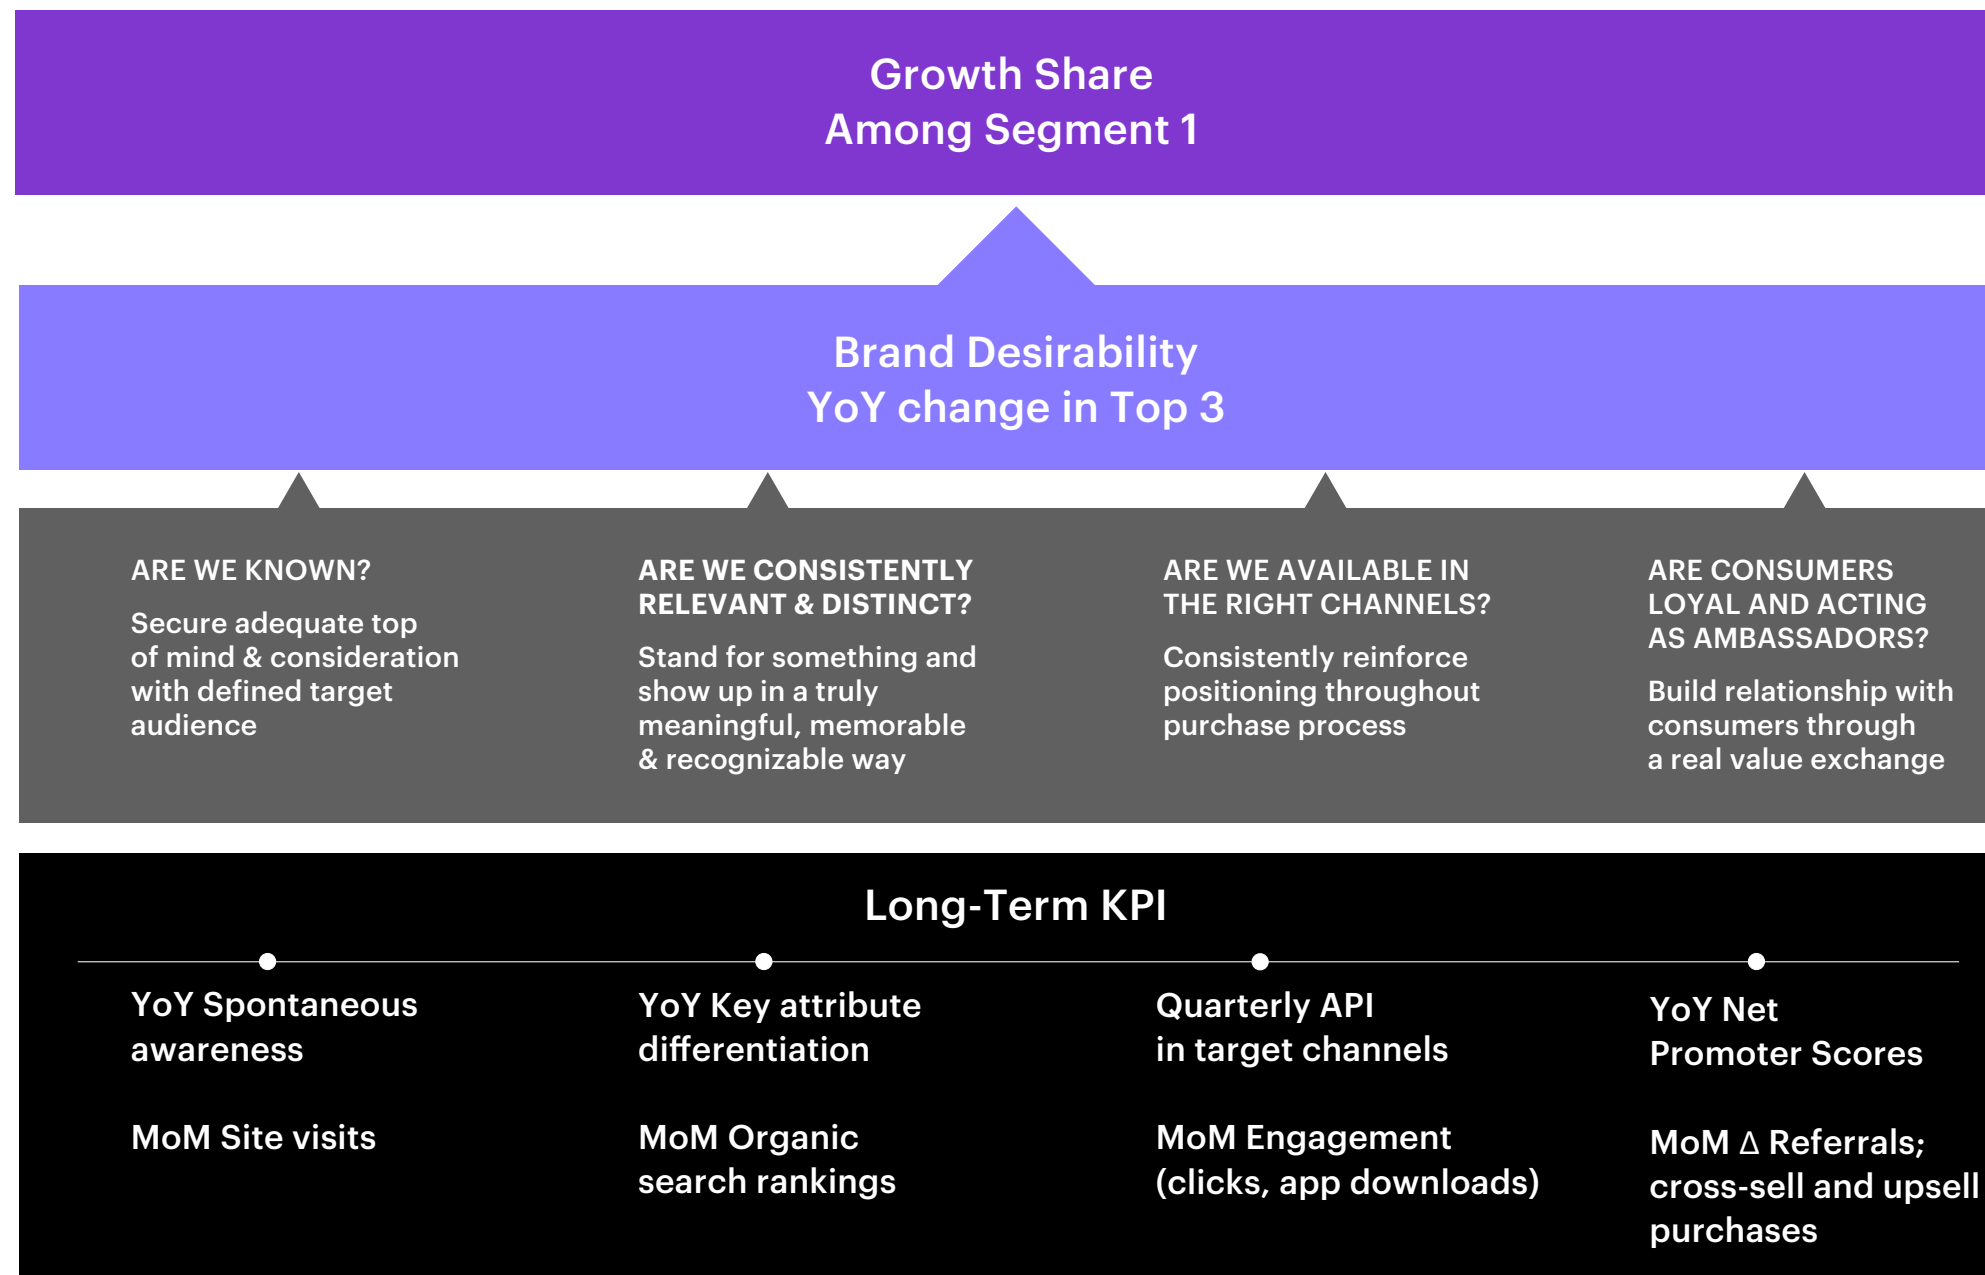 Growth Share
Among Segment 1
Brand Desirability
YoY change in Top 3
ARE WE KNOWN?
Secure adequate top
of mind & consideration
with defined target
audience
ARE WE CONSISTENTLY
RELEVANT & DISTINCT?
Stand for something and
show up in a truly
meaningful, memorable
& recognizable way
ARE WE AVAILABLE IN
THE RIGHT CHANNELS?
Consistently reinforce
positioning throughout
purchase process
ARE CONSUMERS
LOYAL AND ACTING
AS AMBASSADORS?
Build relationship with
consumers through
a real value exchange
Long-Term KPI
YoY Spontaneous
awareness
MoM Site visits
YoY Key attribute
differentiation
MoM Organic
search rankings
Quarterly API
in target channels
MoM Engagement
(clicks, app downloads)
YoY Net
Promoter Scores
MoM Δ Referrals;
cross-sell and upsell
purchases